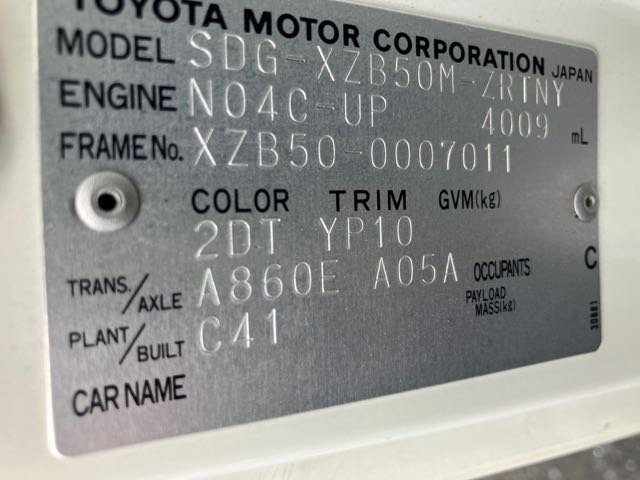 TOYOTA MOTOR CORPORATION JAPAN
MODEL SDG-XZB50M-ZRTNY
ENGINE N04C-UP 4009 mL
FRAME No. XZB50-0007011
COLOR TRIM GVM(kg)
2DT YP10
TRANS./AXLE A860E A05A OCCUPANTS C
PAYLOAD MASS(kg)
PLANT/BUILT C41
CAR NAME
30881